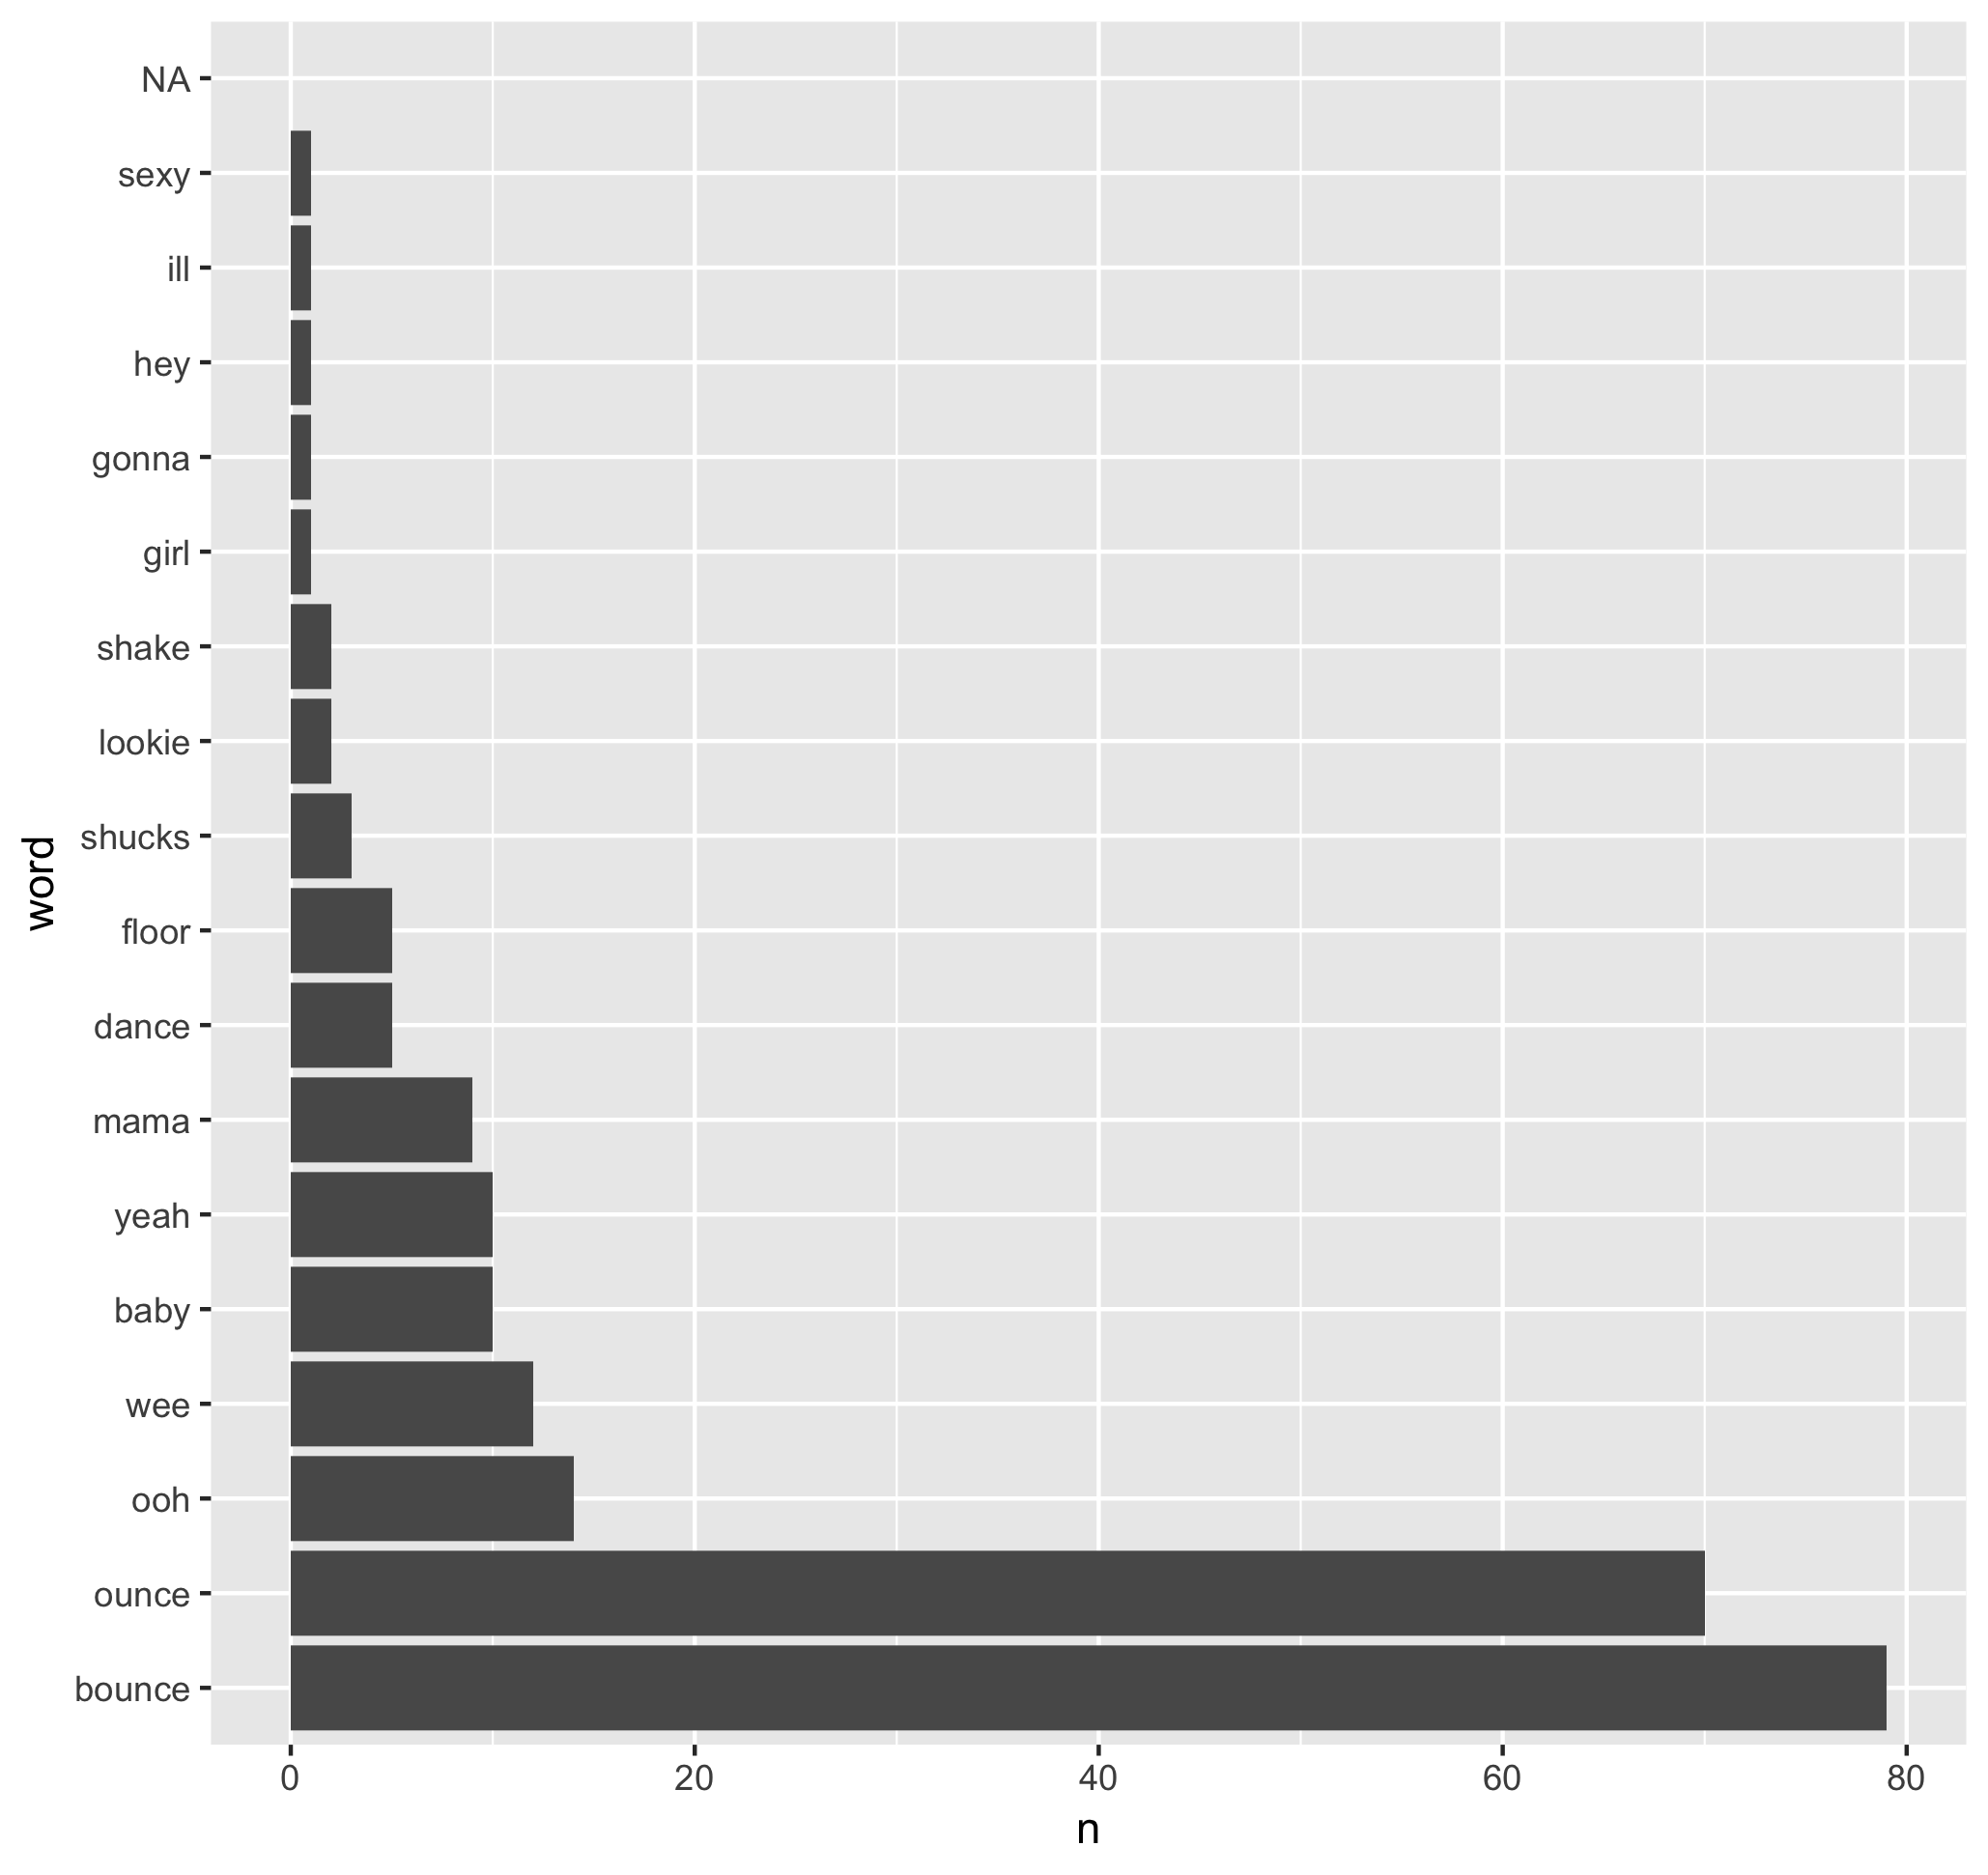 NA
sexy
ill
hey
gonna
girl
shake
lookie
shucks
floor
dance
mama
yeah
baby
wee
ooh
ounce
bounce
word
0 20 40 60 80
n